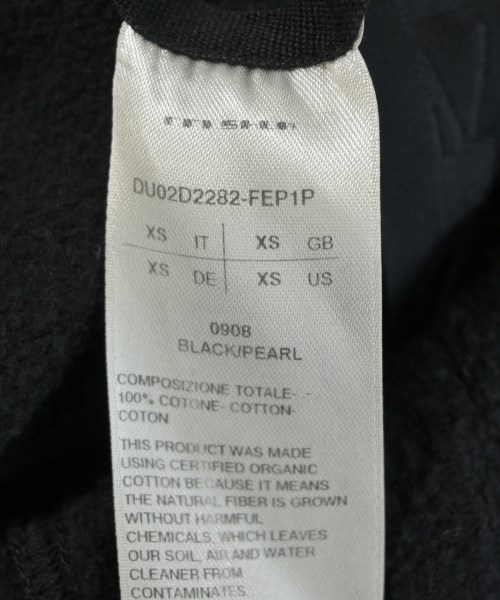 DU02D2282-FEP1P
XS IT XS GB
XS DE XS US
0908
BLACK/PEARL
COMPOSIZIONE TOTALE-
100% COTONE- COTTON-
COTON
THIS PRODUCT WAS MADE
USING CERTIFIED ORGANIC
COTTON BECAUSE IT MEANS
THE NATURAL FIBER IS GROWN
WITHOUT HARMFUL
CHEMICALS, WHICH LEAVES
OUR SOIL, AIR AND WATER
CLEANER FROM
CONTAMINATES...